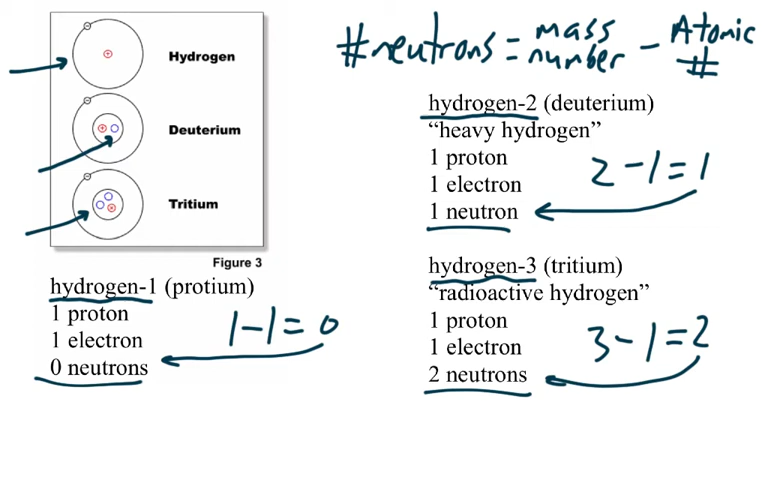 Hydrogen
Deuterium
Tritium
Figure 3
#neutrons = mass number - Atomic #
hydrogen-1 (protium)
1 proton
1 electron
0 neutrons
1-1=0
hydrogen-2 (deuterium)
“heavy hydrogen”
1 proton
1 electron
1 neutron
2-1=1
hydrogen-3 (tritium)
“radioactive hydrogen”
1 proton
1 electron
2 neutrons
3-1=2